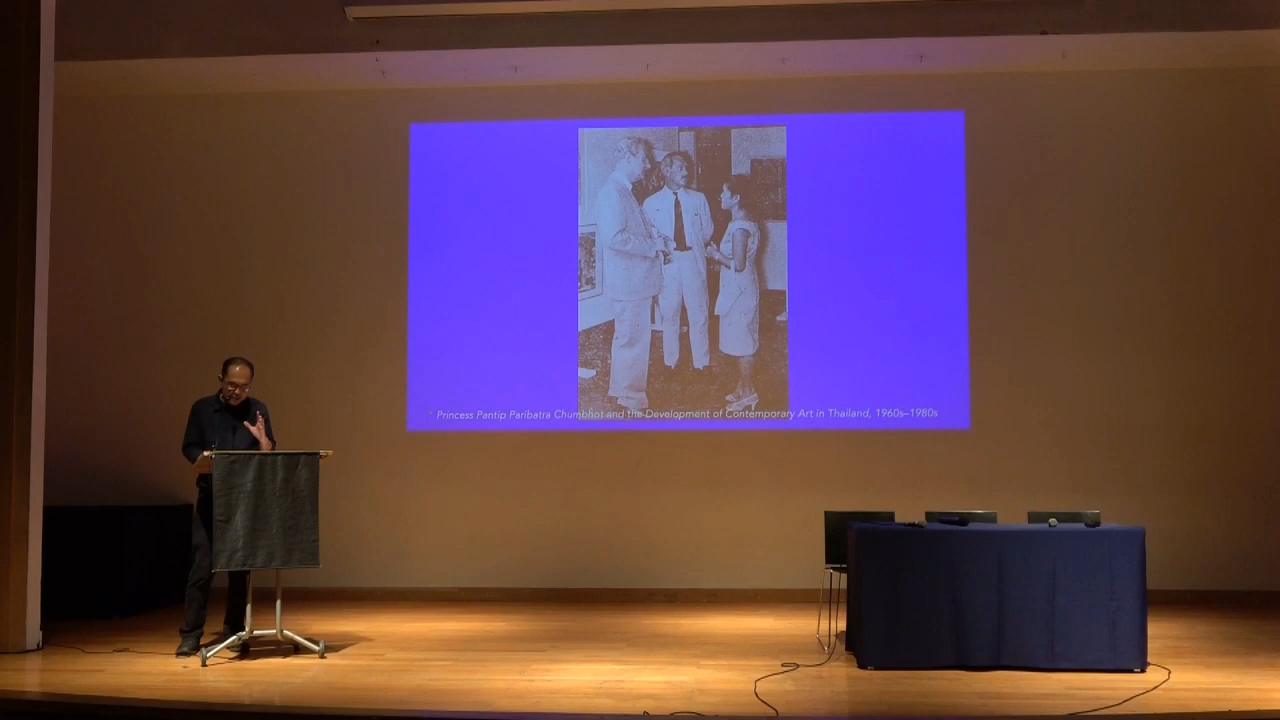 * Princess Pantip Paribatra Chumbhot and the Development of Contemporary Art in Thailand, 1960s–1980s